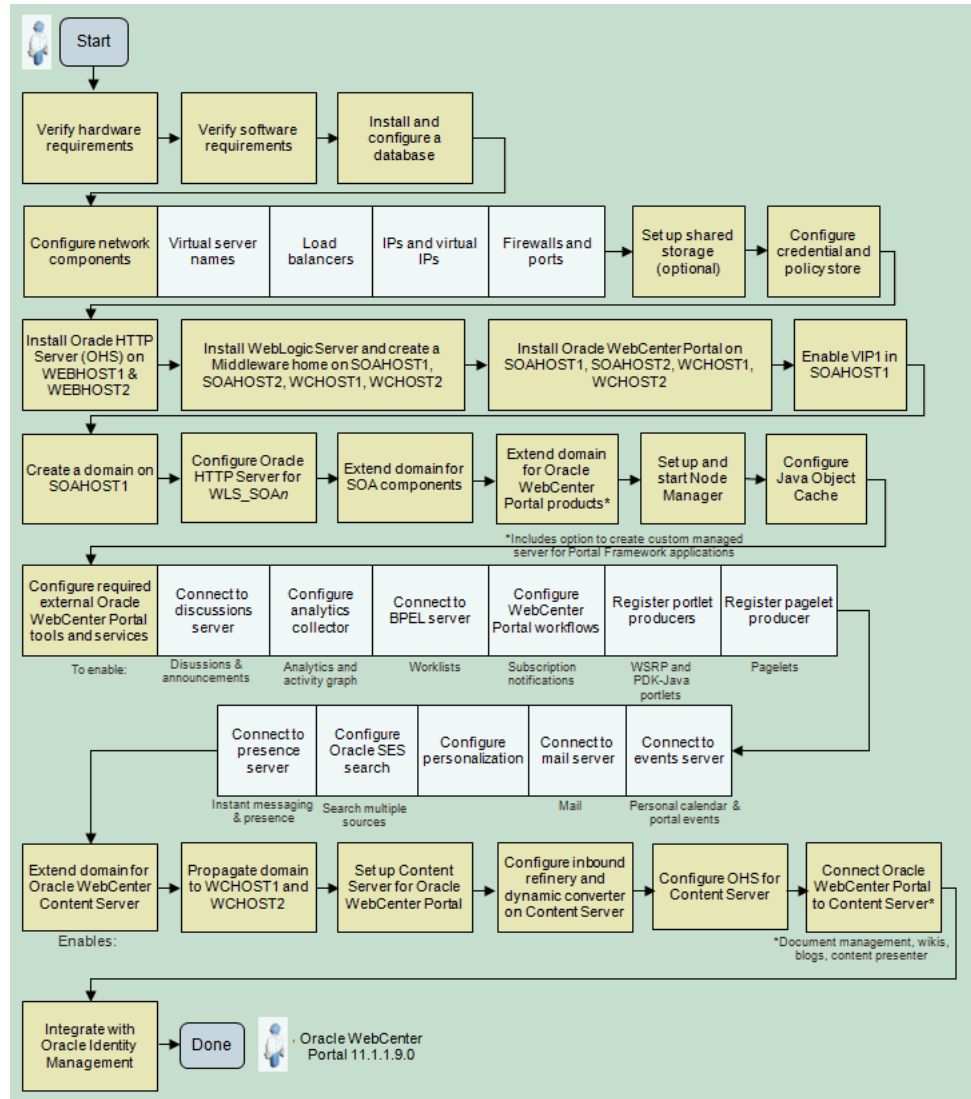 Start
Verify hardware
requirements
Verify software
requirements
Install and
configure a
database
Configure network
components
Virtual server
names
Load
balancers
IPs and virtual
IPs
Firewalls and
ports
Set up shared
storage
(optional)
Configure
credential and
policy store
Install Oracle HTTP
Server (OHS) on
WEBHOST1 &
WEBHOST2
Install WebLogic Server and create a
Middleware home on SOAHOST1,
SOAHOST2, WCHOST1, WCHOST2
Install Oracle WebCenter Portal on
SOAHOST1, SOAHOST2, WCHOST1,
WCHOST2
Enable VIP1 in
SOAHOST1
Create a domain on
SOAHOST1
Configure Oracle
HTTP Server for
WLS_SOAn
Extend domain for
SOA components
Extend domain
for Oracle
WebCenter
Portal products*
Set up and
start Node
Manager
Configure
Java Object
Cache
*Includes option to create custom managed
server for Portal Framework applications
Configure required
external Oracle
WebCenter Portal
tools and services
Connect to
discussions
server
Configure
analytics
collector
Connect to
BPEL server
Configure
WebCenter
Portal workflows
Register portlet
producers
Register pagelet
producer
To enable:
Disussions &
announcements
Analytics and
activity graph
Worklists
Subscription
notifications
WSRP and
PDK-Java
portlets
Pagelets
Connect to
presence
server
Configure
Oracle SES
search
Configure
personalization
Connect to
mail server
Connect to
events server
Instant messaging
& presence
Search multiple
sources
Mail
Personal calendar &
portal events
Extend domain for
Oracle WebCenter
Content Server
Propagate domain
to WCHOST1 and
WCHOST2
Set up Content
Server for Oracle
WebCenter Portal
Configure inbound
refinery and
dynamic converter
on Content Server
Configure OHS for
Content Server
Connect Oracle
WebCenter Portal
to Content Server*
Enables:
*Document management, wikis,
blogs, content presenter
Integrate with
Oracle Identity
Management
Done
, Oracle WebCenter
Portal 11.1.1.9.0